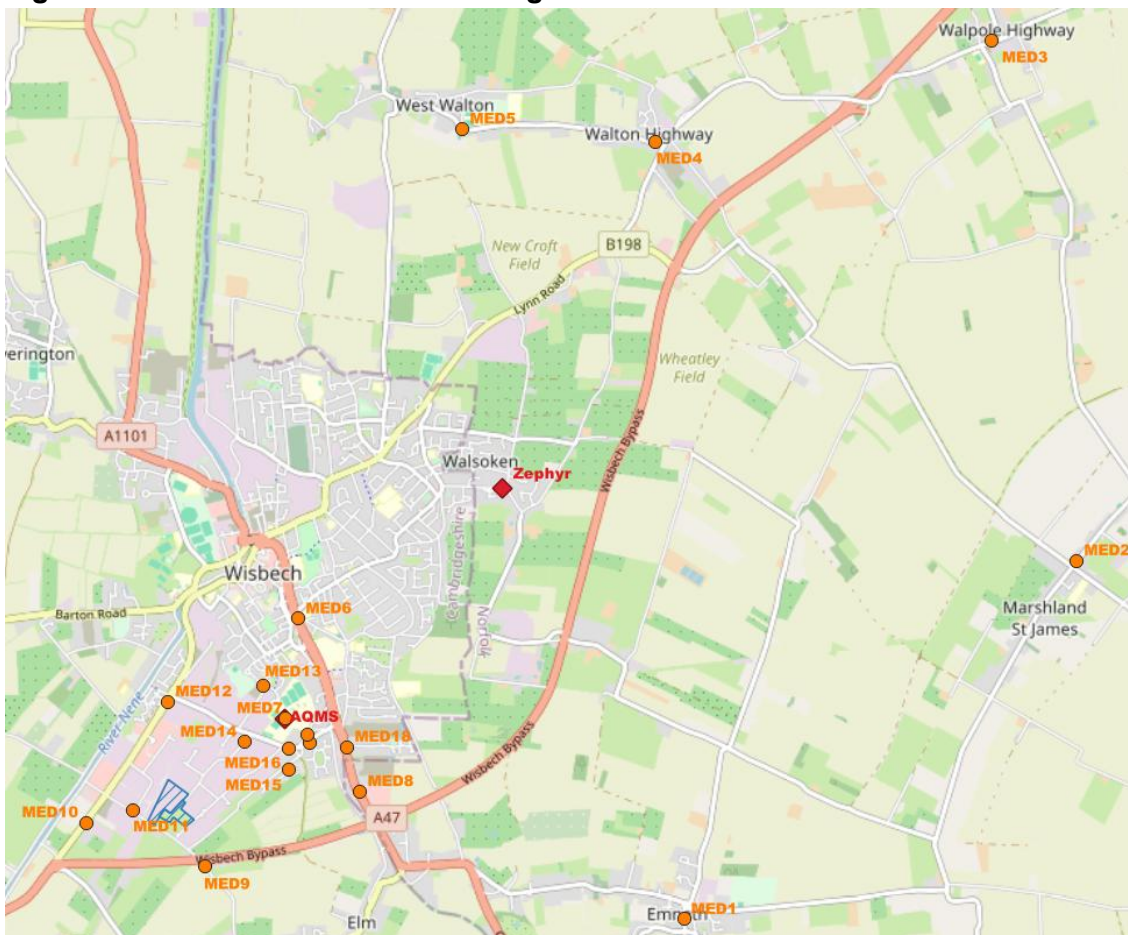 Walpole Highway
MED3
West Walton
MED5
Walton Highway
MED4
New Croft
Field
B198
Lynn Road
Wheatley
Field
A1101
Walsoken
Zephyr
Wisbech Bypass
Cambridgeshire
Norfolk
Wisbech
MED2
Marshland
St James
Barton Road
MED6
MED13
MED12
MED7
AQMS
River Nene
MED14
MED16
MED18
MED15
Wisbech Bypass
MED8
MED10
MED11
A47
Wisbech Bypass
MED9
Elm
MED1